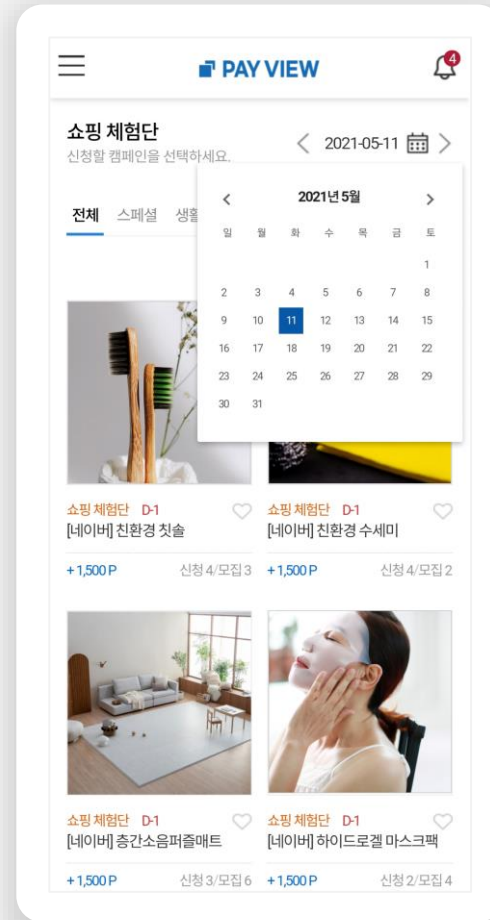 PAY VIEW
4
쇼핑 체험단
신청할 캠페인을 선택하세요.
2021-05-11
전체 스페셜 생활
2021년 5월
일 월 화 수 목 금 토
1
2 3 4 5 6 7 8
9 10 11 12 13 14 15
16 17 18 19 20 21 22
23 24 25 26 27 28 29
30 31
쇼핑 체험단 D-1
[네이버] 친환경 칫솔
+ 1,500 P 신청 4/모집 3
쇼핑 체험단 D-1
[네이버] 친환경 수세미
+ 1,500 P 신청 4/모집 2
쇼핑 체험단 D-1
[네이버] 층간소음퍼즐매트
+ 1,500 P 신청 3/모집 6
쇼핑 체험단 D-1
[네이버] 하이드로겔 마스크팩
+ 1,500 P 신청 2/모집 4